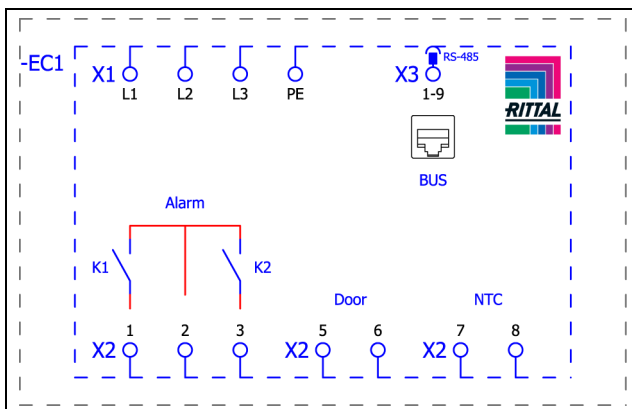 -EC1
X1
L1
L2
L3
PE
X3
RS-485
1-9
RITTAL
BUS
Alarm
K1
K2
Door
NTC
X2
1
2
3
X2
5
6
X2
7
8